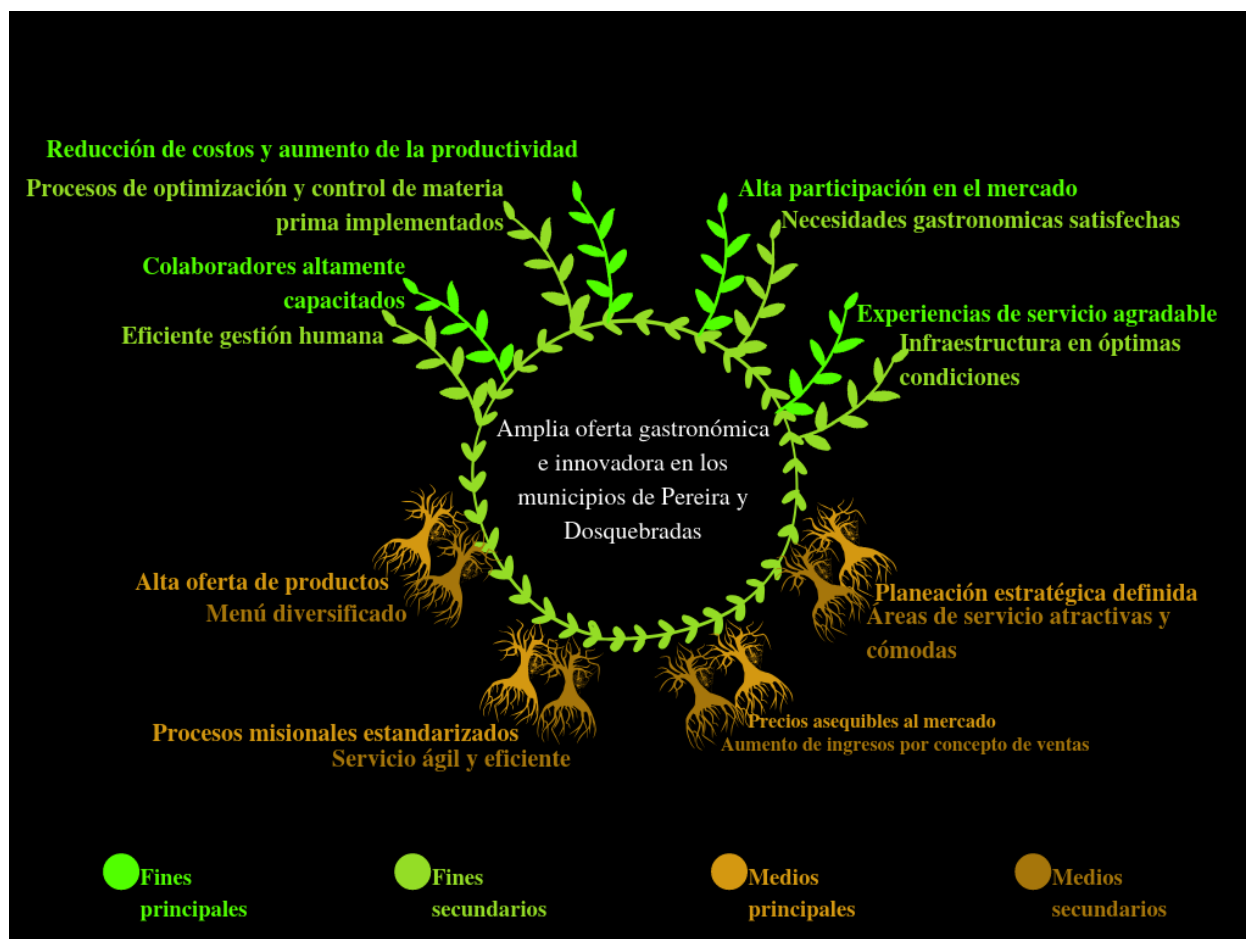 Reducción de costos y aumento de la productividad
Procesos de optimización y control de materia
prima implementados
Colaboradores altamente
capacitados
Eficiente gestión humana
Alta participación en el mercado
Necesidades gastronomicas satisfechas
Experiencias de servicio agradable
Infraestructura en óptimas
condiciones
Amplia oferta gastronómica
e innovadora en los
municipios de Pereira y
Dosquebradas
Alta oferta de productos
Menú diversificado
Planeación estratégica definida
Áreas de servicio atractivas y
cómodas
Procesos misionales estandarizados
Servicio ágil y eficiente
Precios asequibles al mercado
Aumento de ingresos por concepto de ventas
Fines
principales
Fines
secundarios
Medios
principales
Medios
secundarios